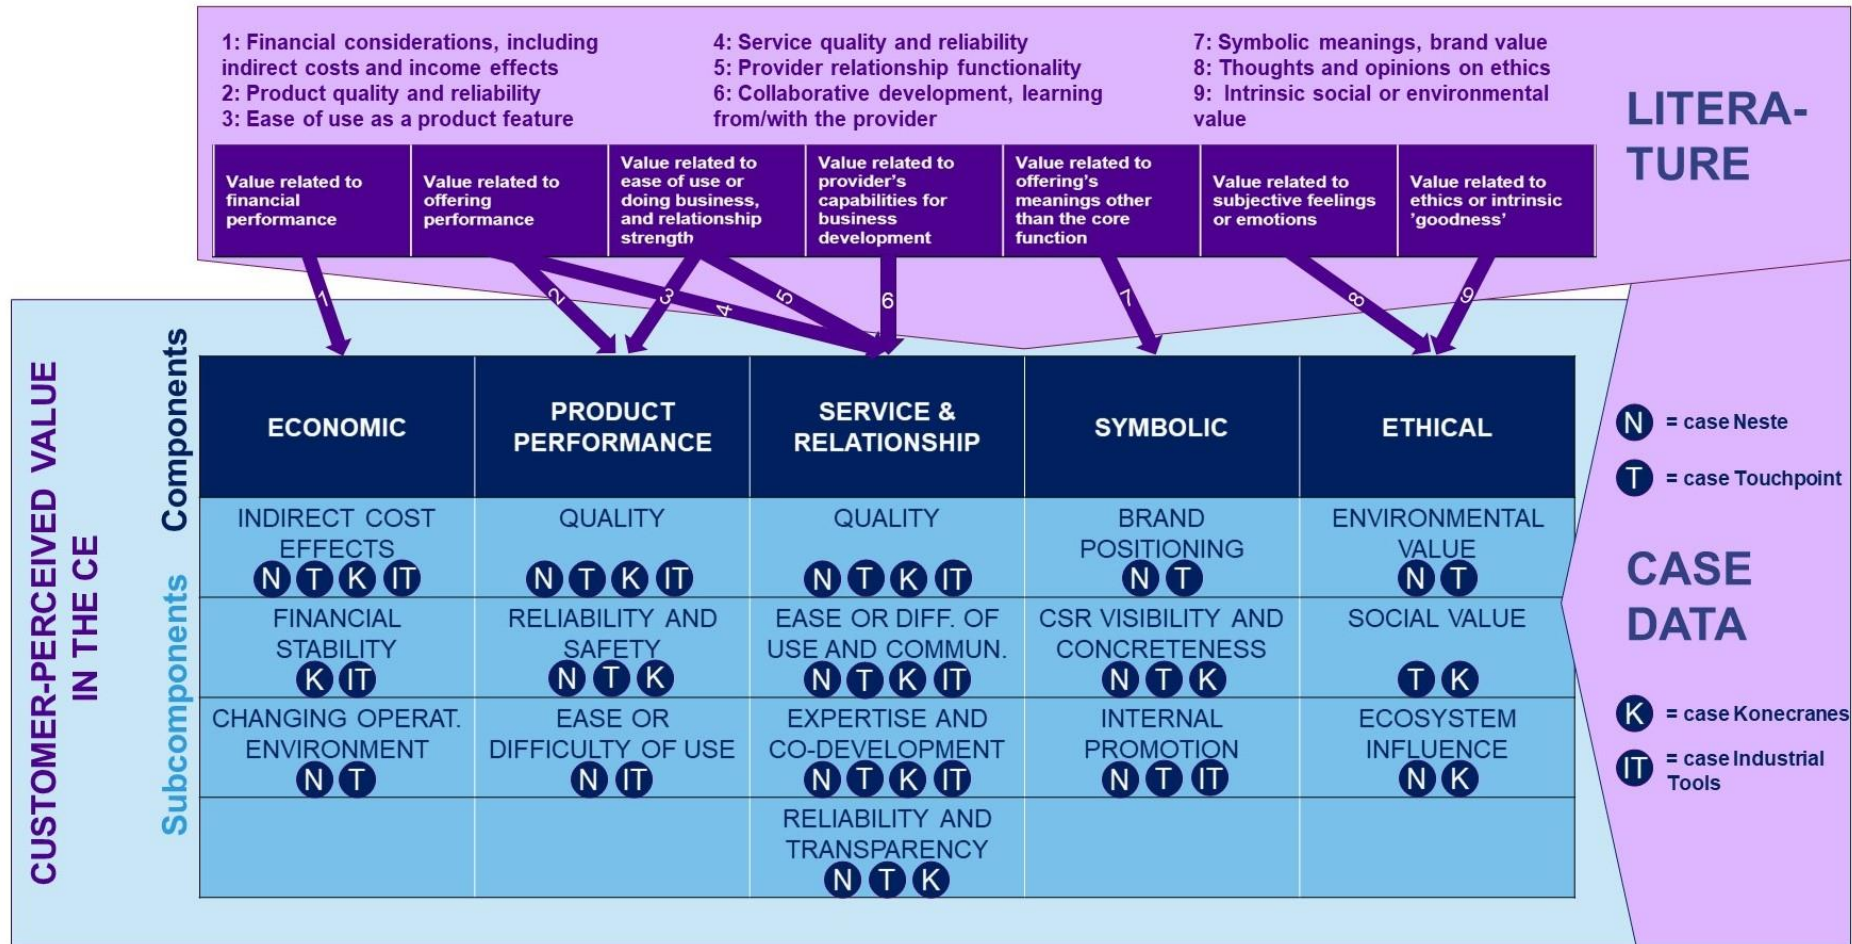 1: Financial considerations, including
indirect costs and income effects
2: Product quality and reliability
3: Ease of use as a product feature
4: Service quality and reliability
5: Provider relationship functionality
6: Collaborative development, learning
from/with the provider
7: Symbolic meanings, brand value
8: Thoughts and opinions on ethics
9: Intrinsic social or environmental
value
LITERA-
TURE
Value related to
financial
performance
Value related to
offering
performance
Value related to
ease of use or
doing business,
and relationship
strength
Value related to
provider's
capabilities for
business
development
Value related to
offering's
meanings other
than the core
function
Value related to
subjective feelings
or emotions
Value related to
ethics or intrinsic
'goodness'
1
2
3
4
5
6
7
8
9
CUSTOMER-PERCEIVED VALUE
IN THE CE
Components
Subcomponents
ECONOMIC
PRODUCT
PERFORMANCE
SERVICE &
RELATIONSHIP
SYMBOLIC
ETHICAL
INDIRECT COST
EFFECTS
N T K IT
QUALITY
N T K IT
QUALITY
N T K IT
BRAND
POSITIONING
N T
ENVIRONMENTAL
VALUE
N T
FINANCIAL
STABILITY
K IT
RELIABILITY AND
SAFETY
N T K
EASE OR DIFF. OF
USE AND COMMUN.
N T K IT
CSR VISIBILITY AND
CONCRETENESS
N T K
SOCIAL VALUE
T K
CHANGING OPERAT.
ENVIRONMENT
N T
EASE OR
DIFFICULTY OF USE
N IT
EXPERTISE AND
CO-DEVELOPMENT
N T K IT
INTERNAL
PROMOTION
N T IT
ECOSYSTEM
INFLUENCE
N K
RELIABILITY AND
TRANSPARENCY
N T K
N = case Neste
T = case Touchpoint
CASE
DATA
K = case Konecranes
IT = case Industrial
Tools